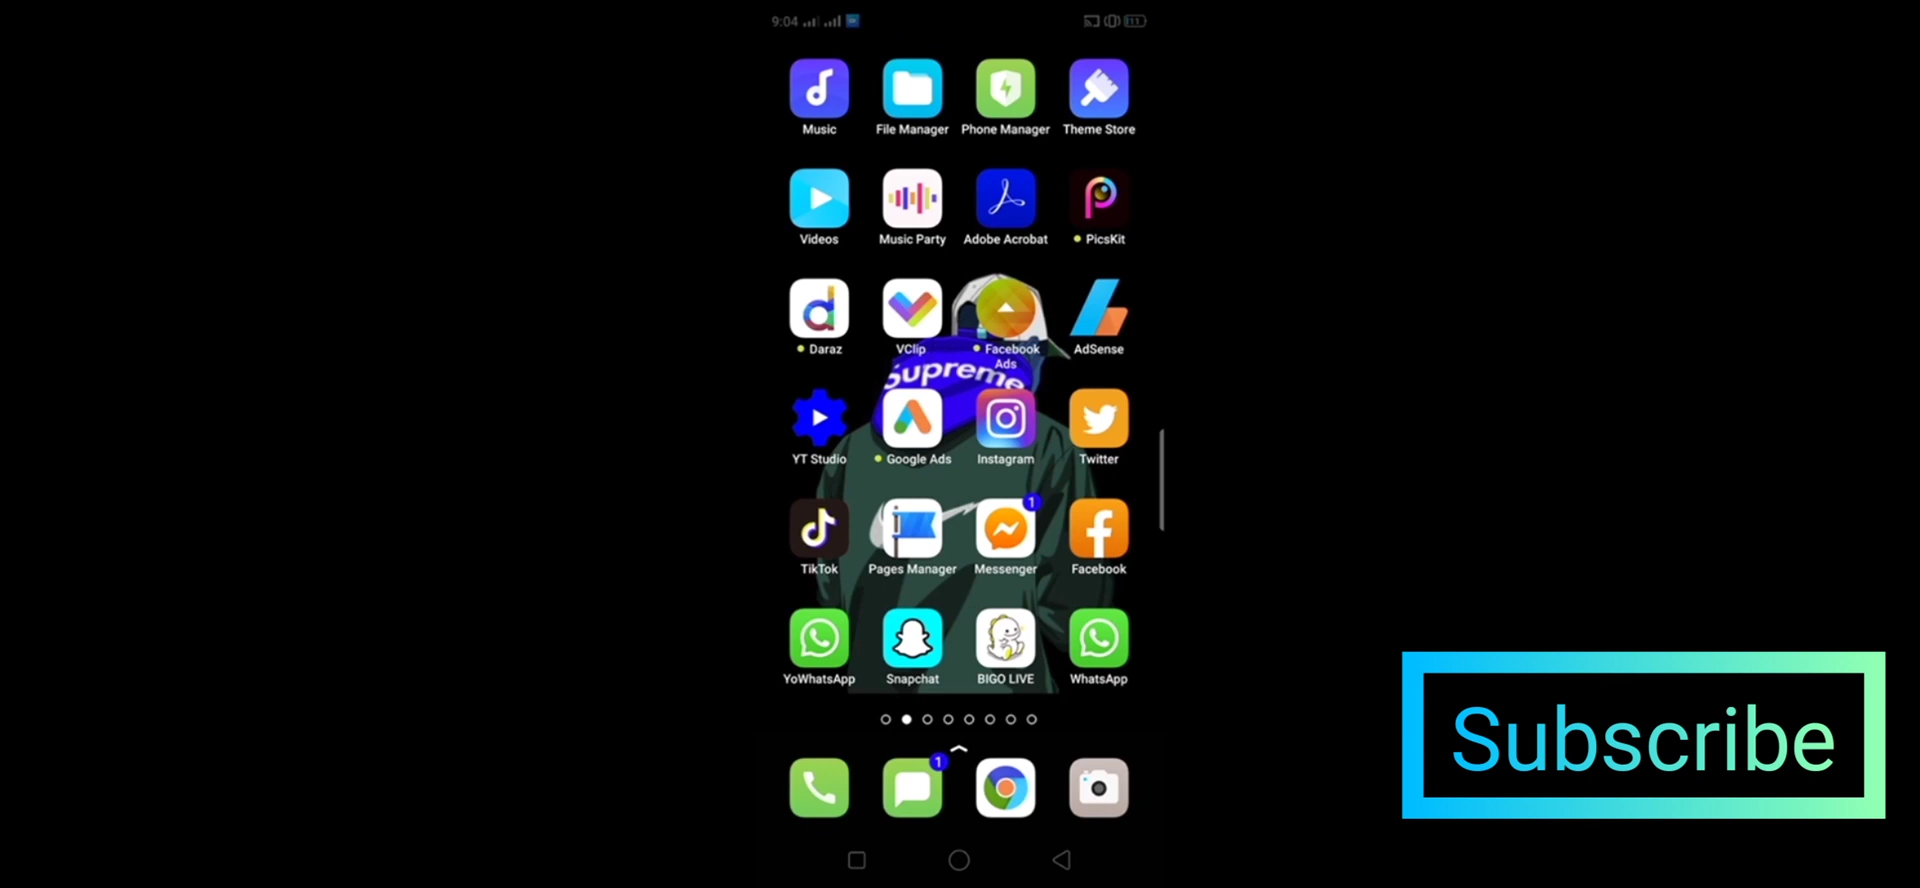 9:04
Music File Manager Phone Manager Theme Store
Videos Music Party Adobe Acrobat PicsKit
Daraz VClip Facebook Ads AdSense
Supreme
YT Studio Google Ads Instagram Twitter
1
TikTok Pages Manager Messenger Facebook
YoWhatsApp Snapchat BIGO LIVE WhatsApp
1
Subscribe